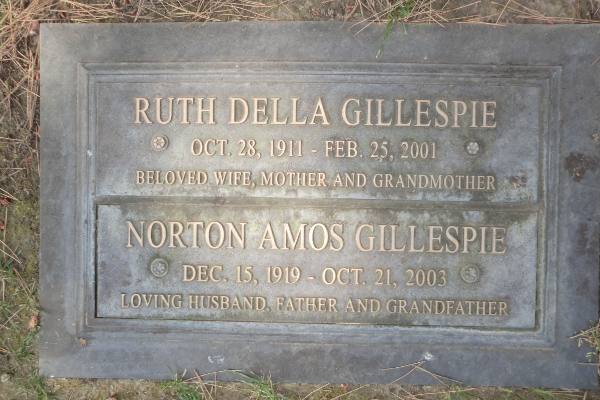 RUTH DELLA GILLESPIE
OCT. 28, 1911 - FEB. 25, 2001
BELOVED WIFE, MOTHER AND GRANDMOTHER
NORTON AMOS GILLESPIE
DEC. 15, 1919 - OCT. 21, 2003
LOVING HUSBAND, FATHER AND GRANDFATHER